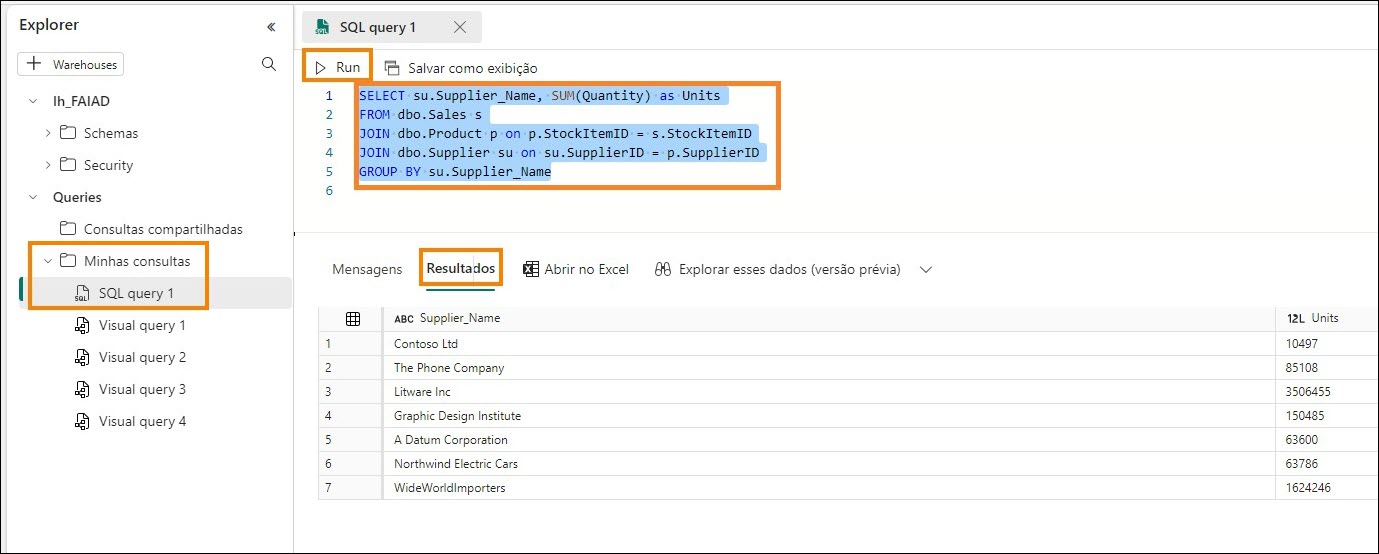 Explorer
Warehouses
lh_FAIAD
Schemas
Security
Queries
Consultas compartilhadas
Minhas consultas
SQL query 1
Visual query 1
Visual query 2
Visual query 3
Visual query 4
SQL query 1
Run Salvar como exibição
1 SELECT su.Supplier_Name, SUM(Quantity) as Units
2 FROM dbo.Sales s
3 JOIN dbo.Product p on p.StockItemID = s.StockItemID
4 JOIN dbo.Supplier su on su.SupplierID = p.SupplierID
5 GROUP BY su.Supplier_Name
6
Mensagens Resultados Abrir no Excel Explorar esses dados (versão prévia)
ABC Supplier_Name 12L Units
1 Contoso Ltd 10497
2 The Phone Company 85108
3 Litware Inc 3506455
4 Graphic Design Institute 150485
5 A Datum Corporation 63600
6 Northwind Electric Cars 63786
7 WideWorldImporters 1624246